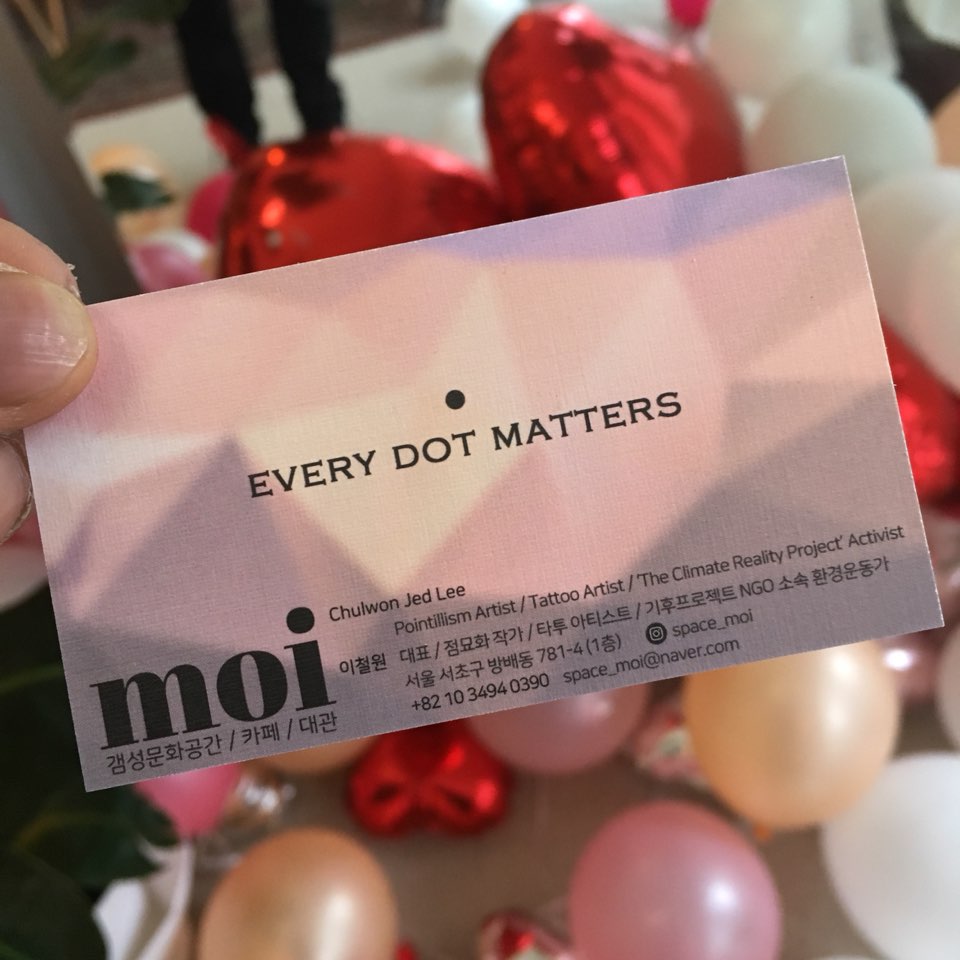 EVERY DOT MATTERS
moi
갬성문화공간 / 카페 / 대관
Chulwon Jed Lee
Pointillism Artist / Tattoo Artist / 'The Climate Reality Project' Activist
이철원 대표 / 점묘화 작가 / 타투 아티스트 / 기후프로젝트 NGO 소속 환경운동가
서울 서초구 방배동 781-4 (1층) space_moi
+82 10 3494 0390 space_moi@naver.com